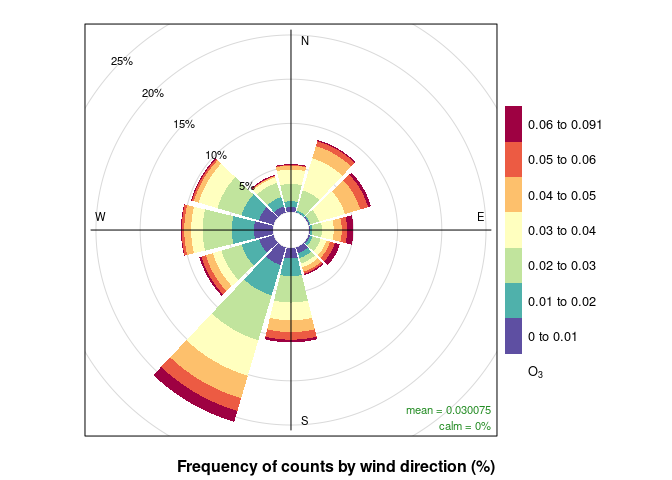 25%
20%
15%
10%
5%
N
W
E
S
0.06 to 0.091
0.05 to 0.06
0.04 to 0.05
0.03 to 0.04
0.02 to 0.03
0.01 to 0.02
0 to 0.01
O₃
mean = 0.030075
calm = 0%
Frequency of counts by wind direction (%)